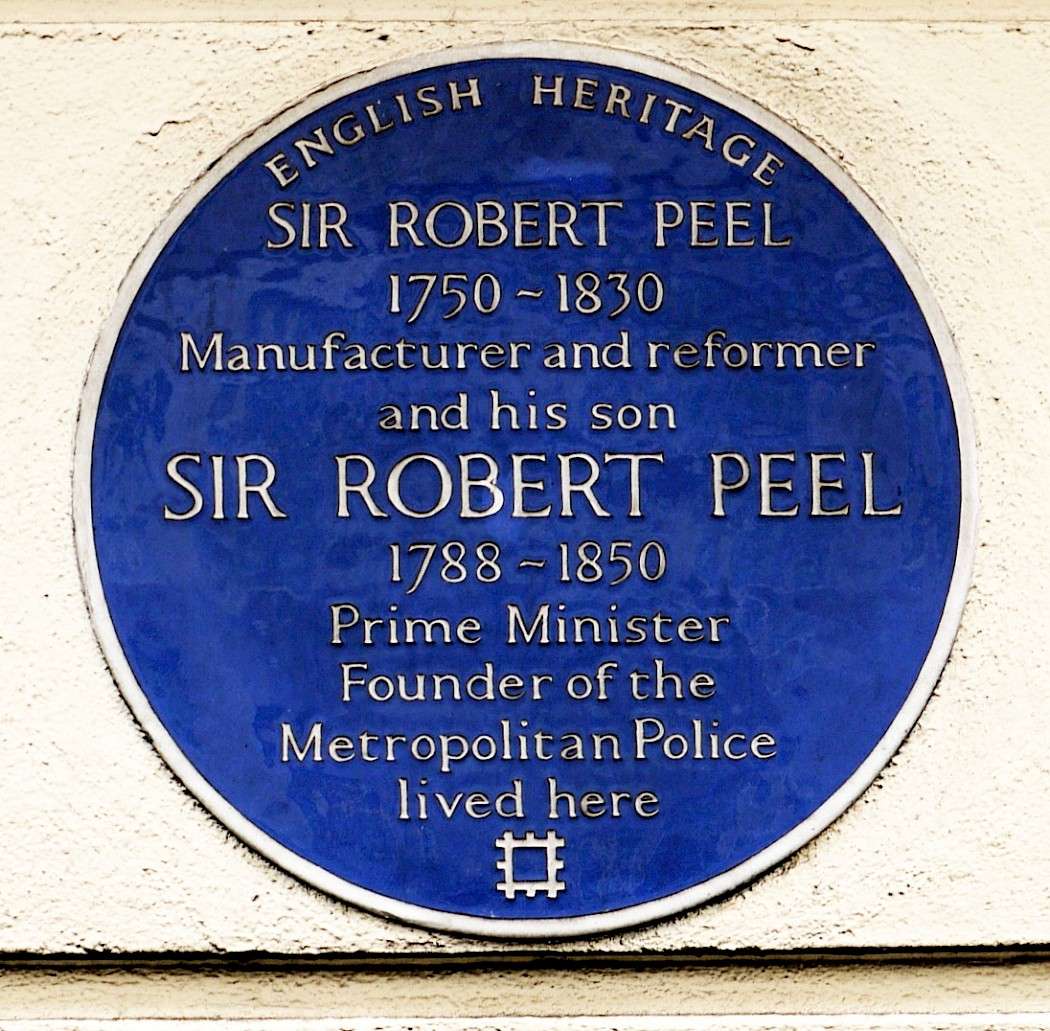 ENGLISH HERITAGE
SIR ROBERT PEEL
1750 ~ 1830
Manufacturer and reformer
and his son
SIR ROBERT PEEL
1788 ~ 1850
Prime Minister
Founder of the
Metropolitan Police
lived here